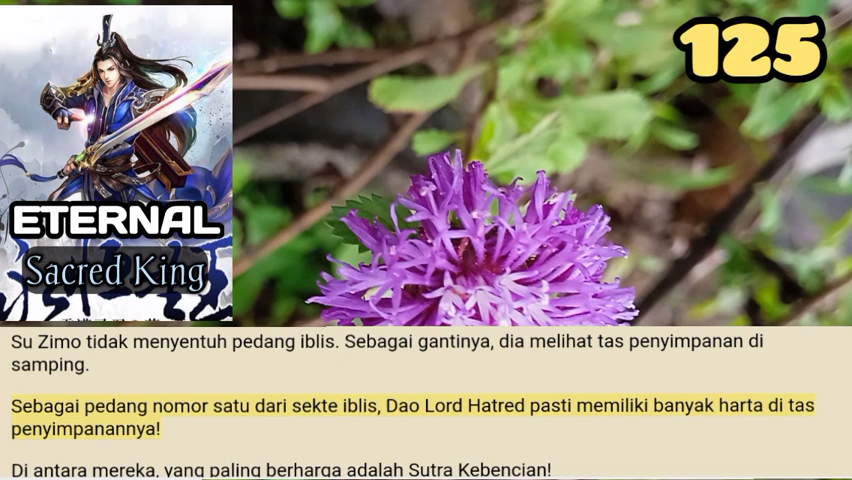 125
ETERNAL
Sacred King
Su Zimo tidak menyentuh pedang iblis. Sebagai gantinya, dia melihat tas penyimpanan di
samping.
Sebagai pedang nomor satu dari sekte iblis, Dao Lord Hatred pasti memiliki banyak harta di tas
penyimpanannya!
Di antara mereka, yang paling berharga adalah Sutra Kebencian!